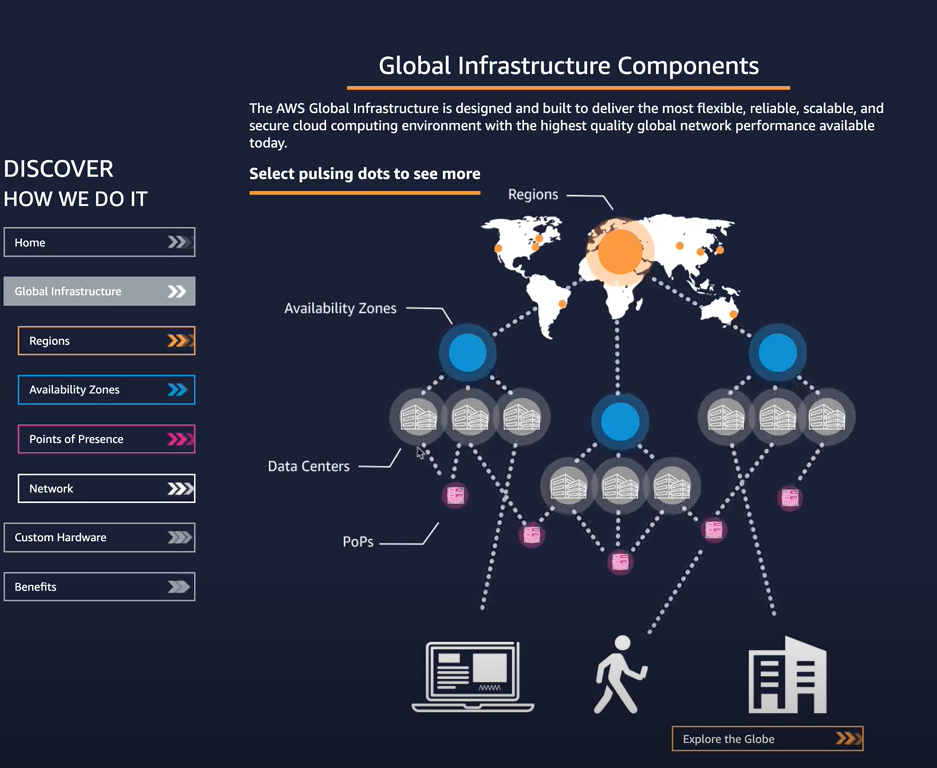 Global Infrastructure Components
The AWS Global Infrastructure is designed and built to deliver the most flexible, reliable, scalable, and
secure cloud computing environment with the highest quality global network performance available
today.
Select pulsing dots to see more
DISCOVER
HOW WE DO IT
Home
Global Infrastructure
Regions
Availability Zones
Points of Presence
Network
Custom Hardware
Benefits
Regions
Availability Zones
Data Centers
PoPs
Explore the Globe